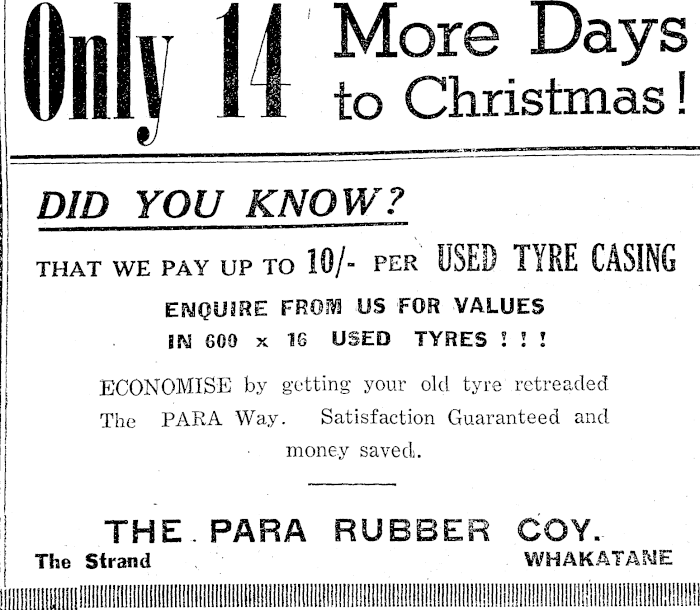 Only 14 More Days
to Christmas!
DID YOU KNOW?
THAT WE PAY UP TO 10/- PER USED TYRE CASING
ENQUIRE FROM US FOR VALUES
IN 600 x 16 USED TYRES ! ! !
ECONOMISE by getting your old tyre retreaded
The PARA Way. Satisfaction Guaranteed and
money saved.
THE PARA RUBBER COY.
The Strand WHAKATANE